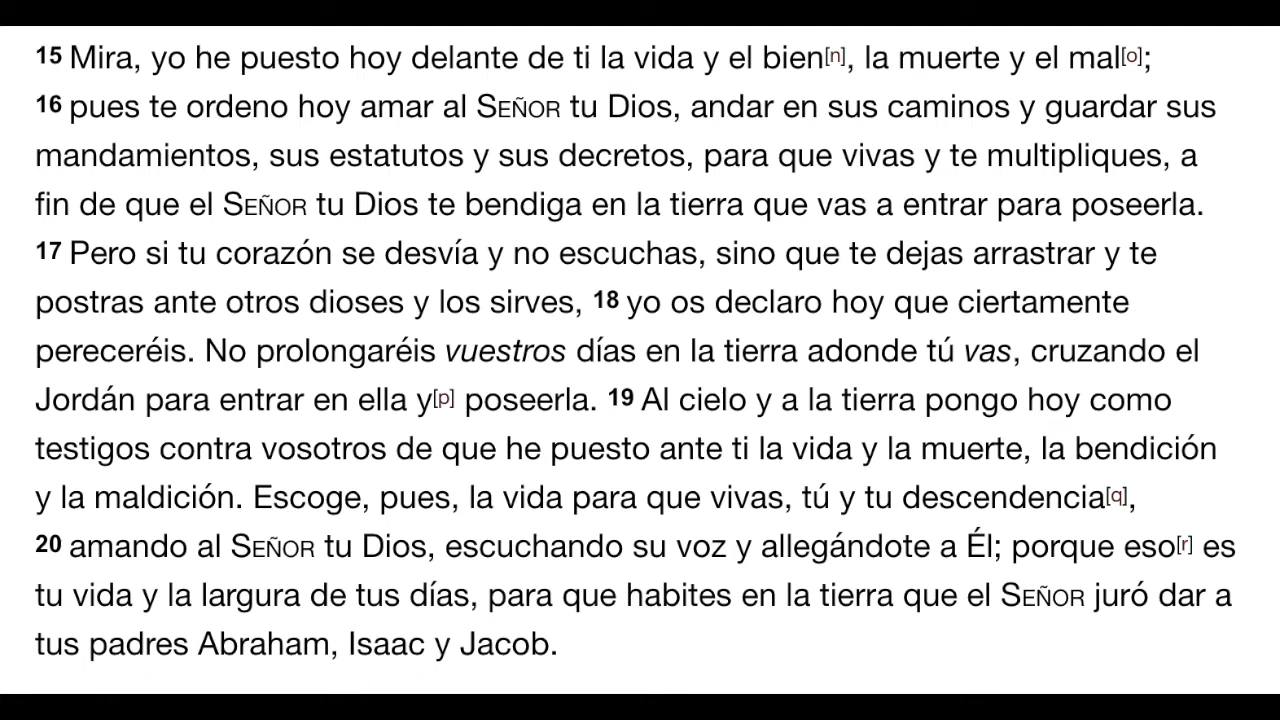 15 Mira, yo he puesto hoy delante de ti la vida y el bien[n], la muerte y el mal[o];
16 pues te ordeno hoy amar al SEÑOR tu Dios, andar en sus caminos y guardar sus
mandamientos, sus estatutos y sus decretos, para que vivas y te multipliques, a
fin de que el SEÑOR tu Dios te bendiga en la tierra que vas a entrar para poseerla.
17 Pero si tu corazón se desvía y no escuchas, sino que te dejas arrastrar y te
postras ante otros dioses y los sirves, 18 yo os declaro hoy que ciertamente
pereceréis. No prolongaréis vuestros días en la tierra adonde tú vas, cruzando el
Jordán para entrar en ella y[p] poseerla. 19 Al cielo y a la tierra pongo hoy como
testigos contra vosotros de que he puesto ante ti la vida y la muerte, la bendición
y la maldición. Escoge, pues, la vida para que vivas, tú y tu descendencia[q],
20 amando al SEÑOR tu Dios, escuchando su voz y allegándote a Él; porque eso[r] es
tu vida y la largura de tus días, para que habites en la tierra que el SEÑOR juró dar a
tus padres Abraham, Isaac y Jacob.